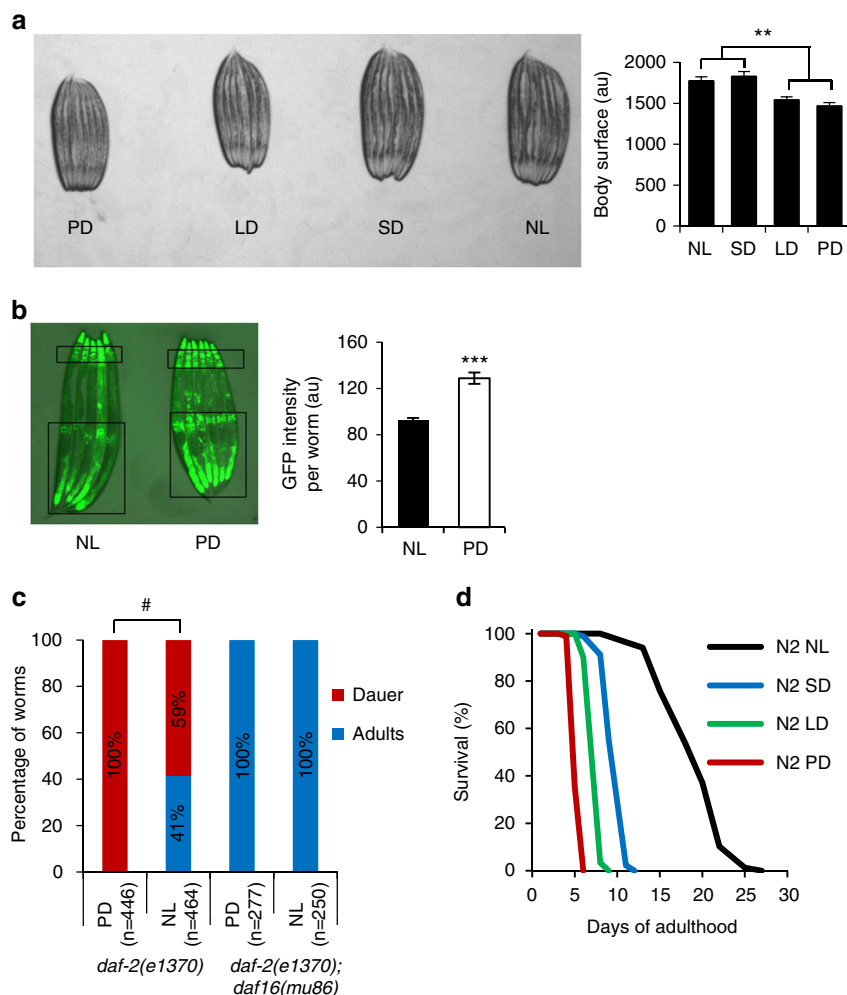 a
PD
LD
SD
NL
**
Body surface (au)
2000
1500
1000
500
0
NL
SD
LD
PD
b
NL
PD
GFP intensity
per worm (au)
160
120
80
40
0
***
NL
PD
c
#
Percentage of worms
100
80
60
40
20
0
100%
59%
41%
100%
100%
Dauer
Adults
PD
(n=446)
NL
(n=464)
PD
(n=277)
NL
(n=250)
daf-2(e1370)
daf-2(e1370);
daf16(mu86)
d
Survival (%)
100
80
60
40
20
0
0
5
10
15
20
25
30
Days of adulthood
N2 NL
N2 SD
N2 LD
N2 PD